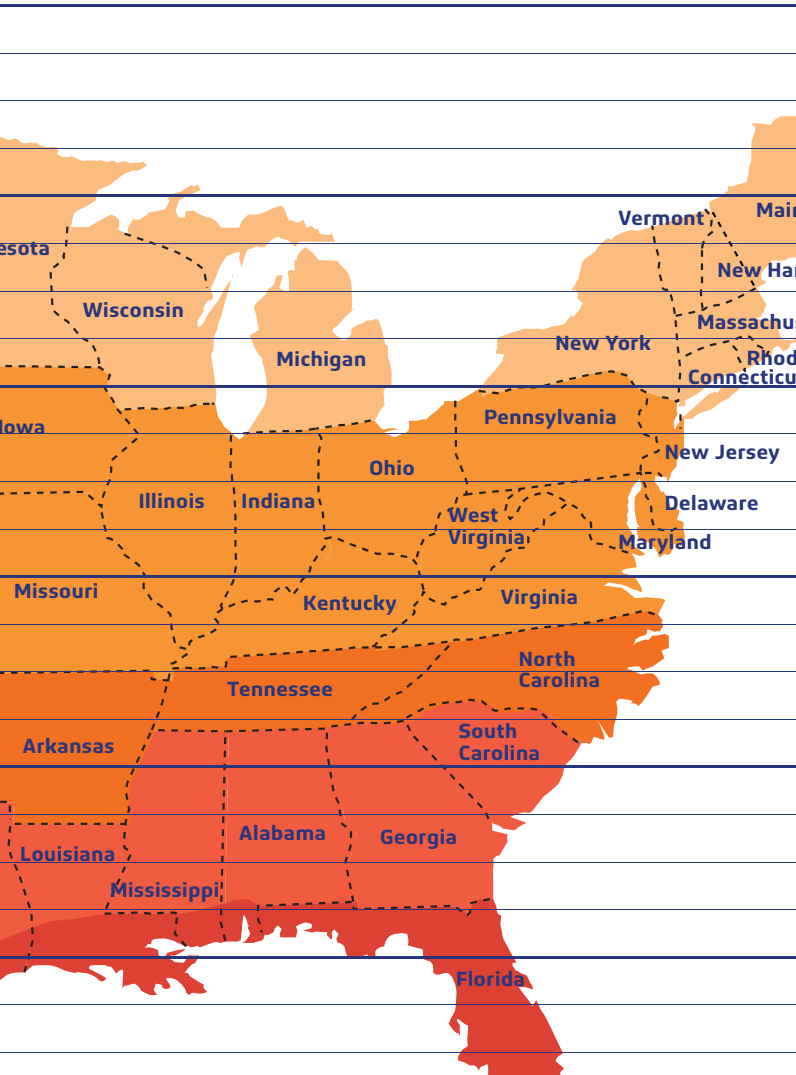 Vermont
Mair
esota
New Ha
Wisconsin
Massachu
New York
Michigan
Rhod
Connecticu
Pennsylvania
Iowa
New Jersey
Ohio
Illinois
Indiana
Delaware
West
Virginia
Maryland
Missouri
Kentucky
Virginia
North
Carolina
Tennessee
South
Carolina
Arkansas
Alabama
Georgia
Louisiana
Mississippi
Florida